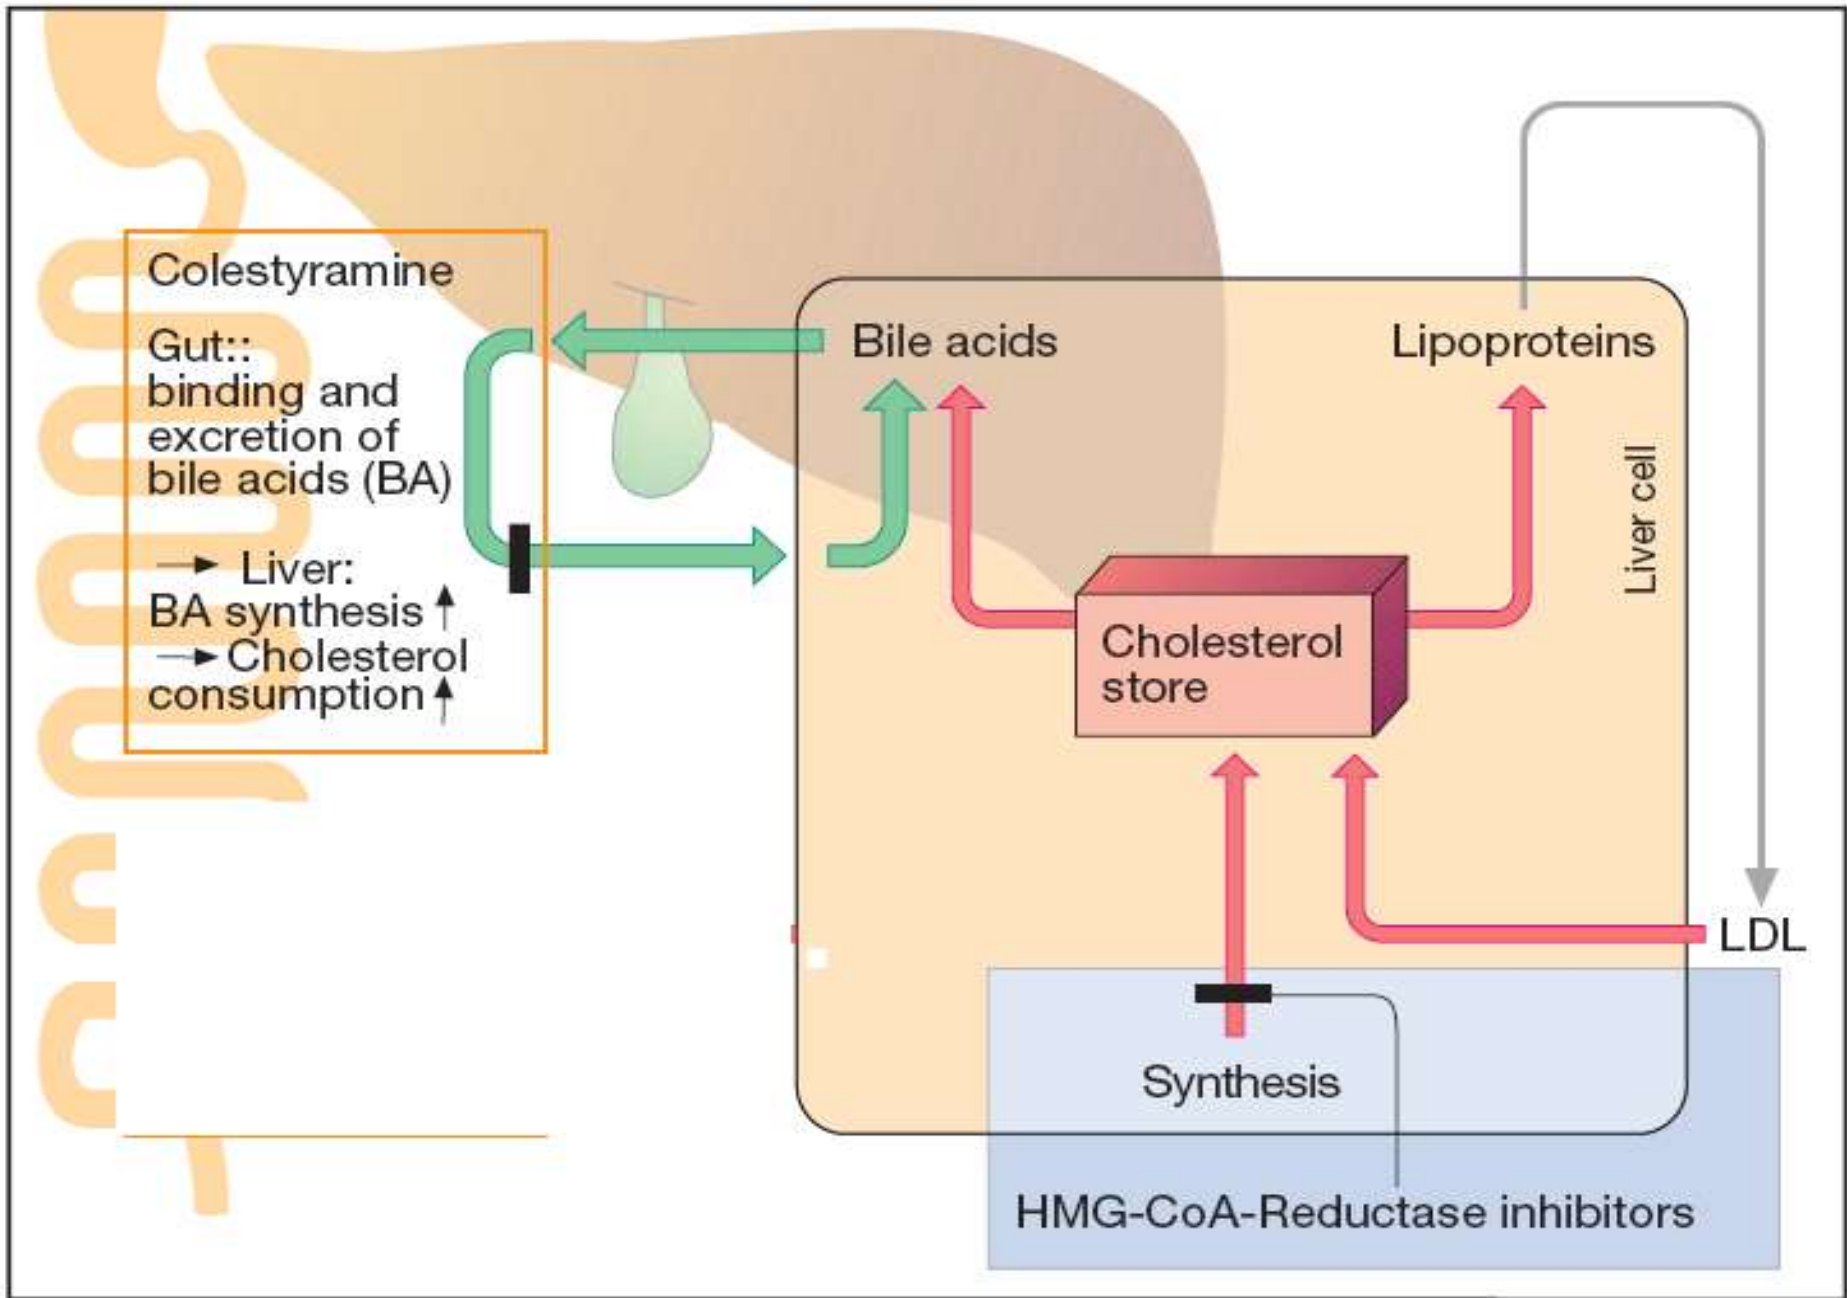 Colestyramine
Gut::
binding and
excretion of
bile acids (BA)
→ Liver:
BA synthesis ↑
→ Cholesterol
consumption ↑
Bile acids
Lipoproteins
Liver cell
Cholesterol
store
LDL
Synthesis
HMG-CoA-Reductase inhibitors